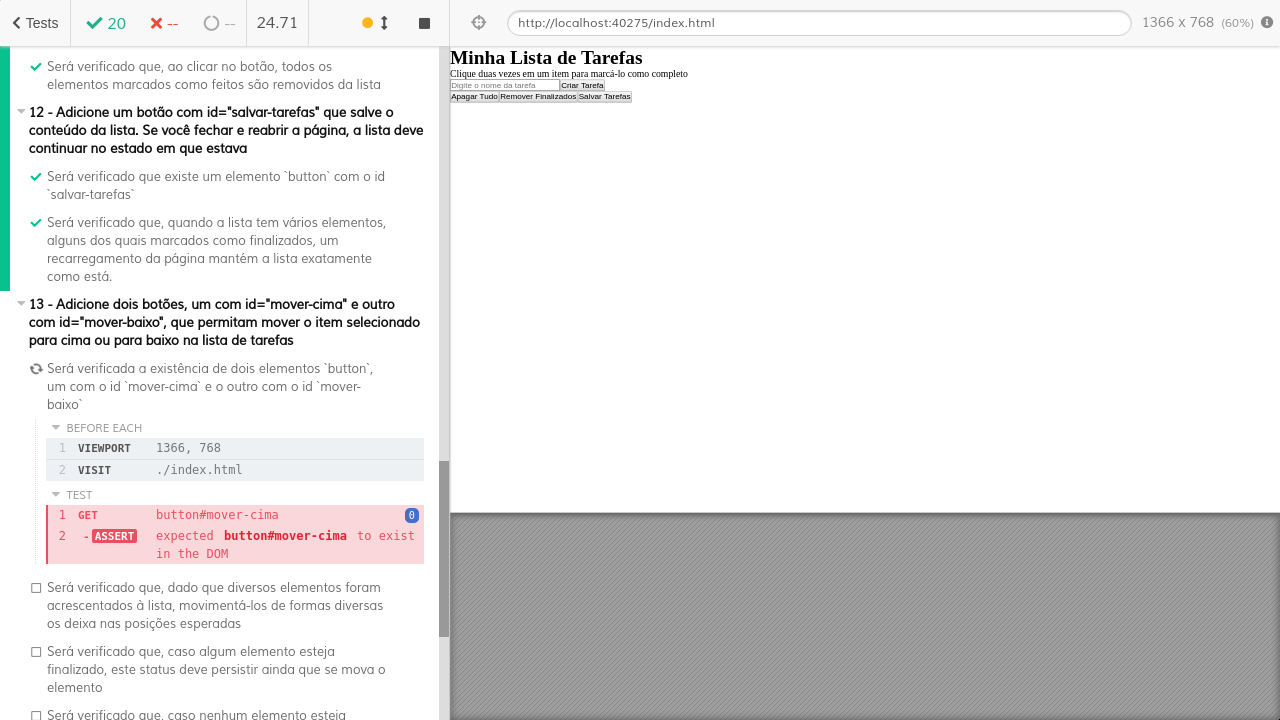 Tests
20
--
--
24.71
http://localhost:40275/index.html
1366 x 768 (60%)
Será verificado que, ao clicar no botão, todos os
elementos marcados como feitos são removidos da lista
12 - Adicione um botão com id="salvar-tarefas" que salve o
conteúdo da lista. Se você fechar e reabrir a página, a lista deve
continuar no estado em que estava
Será verificado que existe um elemento `button` com o id
`salvar-tarefas`
Será verificado que, quando a lista tem vários elementos,
alguns dos quais marcados como finalizados, um
recarregamento da página mantém a lista exatamente
como está.
13 - Adicione dois botões, um com id="mover-cima" e outro
com id="mover-baixo", que permitam mover o item selecionado
para cima ou para baixo na lista de tarefas
Será verificada a existência de dois elementos `button`,
um com o id `mover-cima` e o outro com o id `mover-
baixo`
BEFORE EACH
1 VIEWPORT 1366, 768
2 VISIT ./index.html
TEST
1 GET button#mover-cima 0
2 -ASSERT expected button#mover-cima to exist
in the DOM
Será verificado que, dado que diversos elementos foram
acrescentados à lista, movimentá-los de formas diversas
os deixa nas posições esperadas
Será verificado que, caso algum elemento esteja
finalizado, este status deve persistir ainda que se mova o
elemento
Será verificado que, caso nenhum elemento esteja
Minha Lista de Tarefas
Clique duas vezes em um item para marcá-lo como completo
Digite o nome da tarefa Criar Tarefa
Apagar Tudo Remover Finalizados Salvar Tarefas